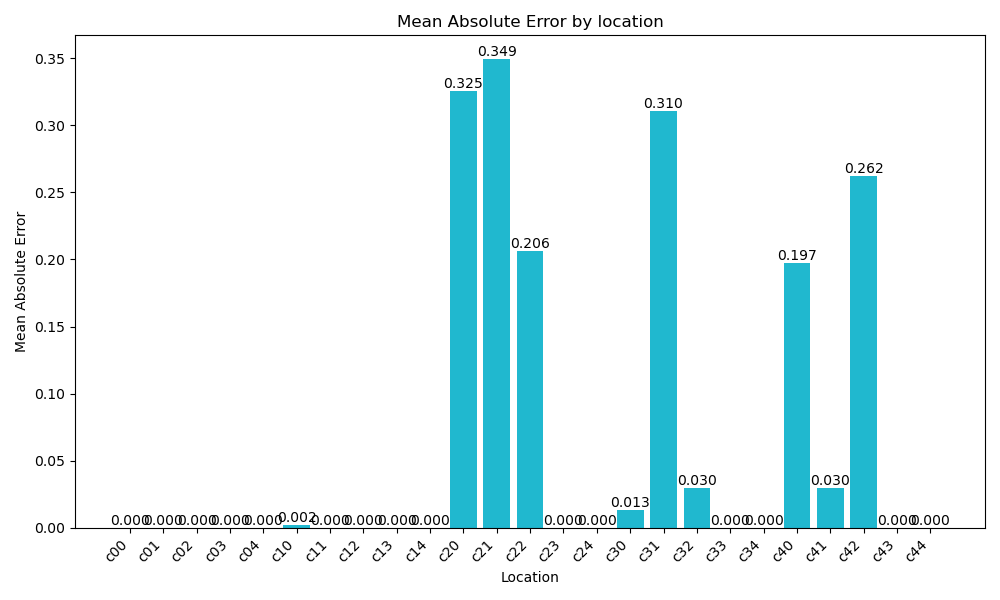 Mean Absolute Error by location
Mean Absolute Error
0.35
0.30
0.25
0.20
0.15
0.10
0.05
0.00
0.000 0.000 0.000 0.000 0.000 0.002 0.000 0.000 0.000 0.000 0.325 0.349 0.206 0.000 0.000 0.013 0.310 0.030 0.000 0.000 0.197 0.030 0.262 0.000 0.000
c00 c01 c02 c03 c04 c10 c11 c12 c13 c14 c20 c21 c22 c23 c24 c30 c31 c32 c33 c34 c40 c41 c42 c43 c44
Location